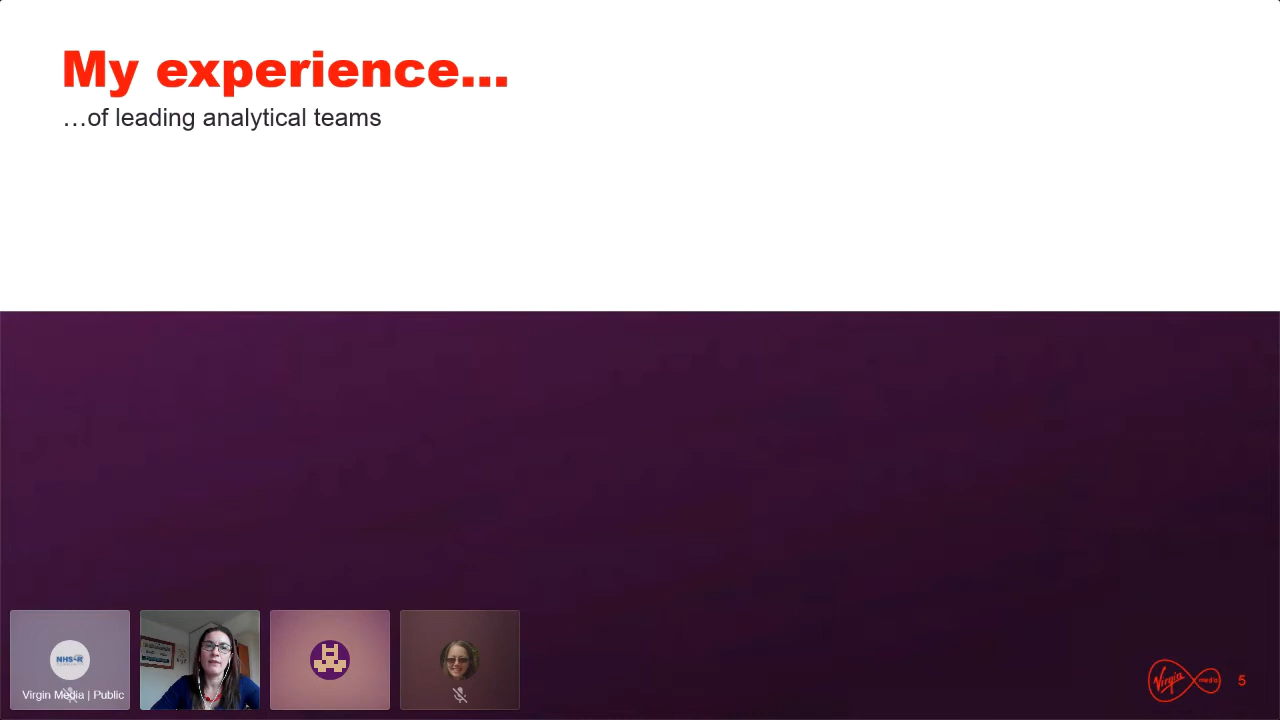 My experience...
…of leading analytical teams
NHS-R
Virgin Media | Public
Virgin media
5